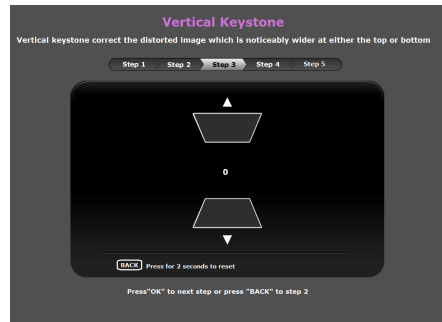 Vertical Keystone
Vertical keystone correct the distorted image which is noticeably wider at either the top or bottom
Step 1 Step 2 Step 3 Step 4 Step 5
0
BACK Press for 2 seconds to reset
Press"OK" to next step or press "BACK" to step 2